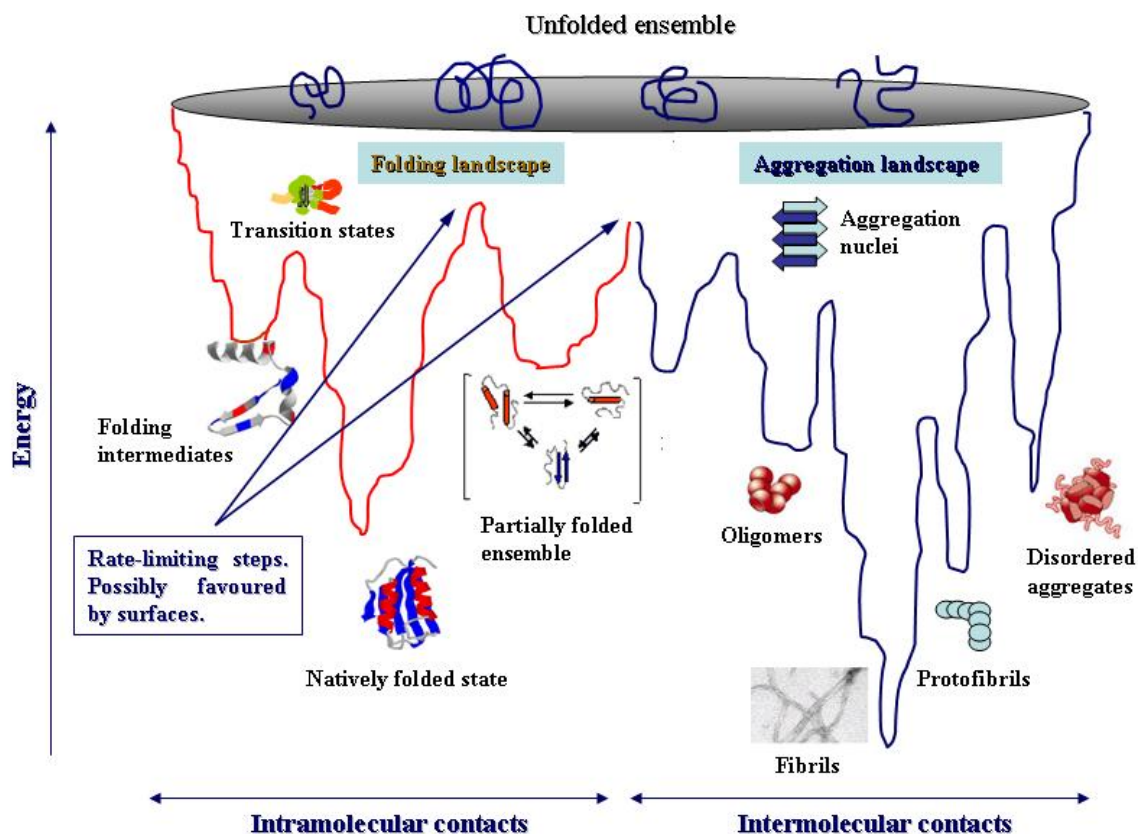 Unfolded ensemble
Folding landscape
Aggregation landscape
Transition states
Aggregation
nuclei
Energy
Folding
intermediates
Partially folded
ensemble
Oligomers
Disordered
aggregates
Rate-limiting steps.
Possibly favoured
by surfaces.
Natively folded state
Protofibrils
Fibrils
Intramolecular contacts
Intermolecular contacts